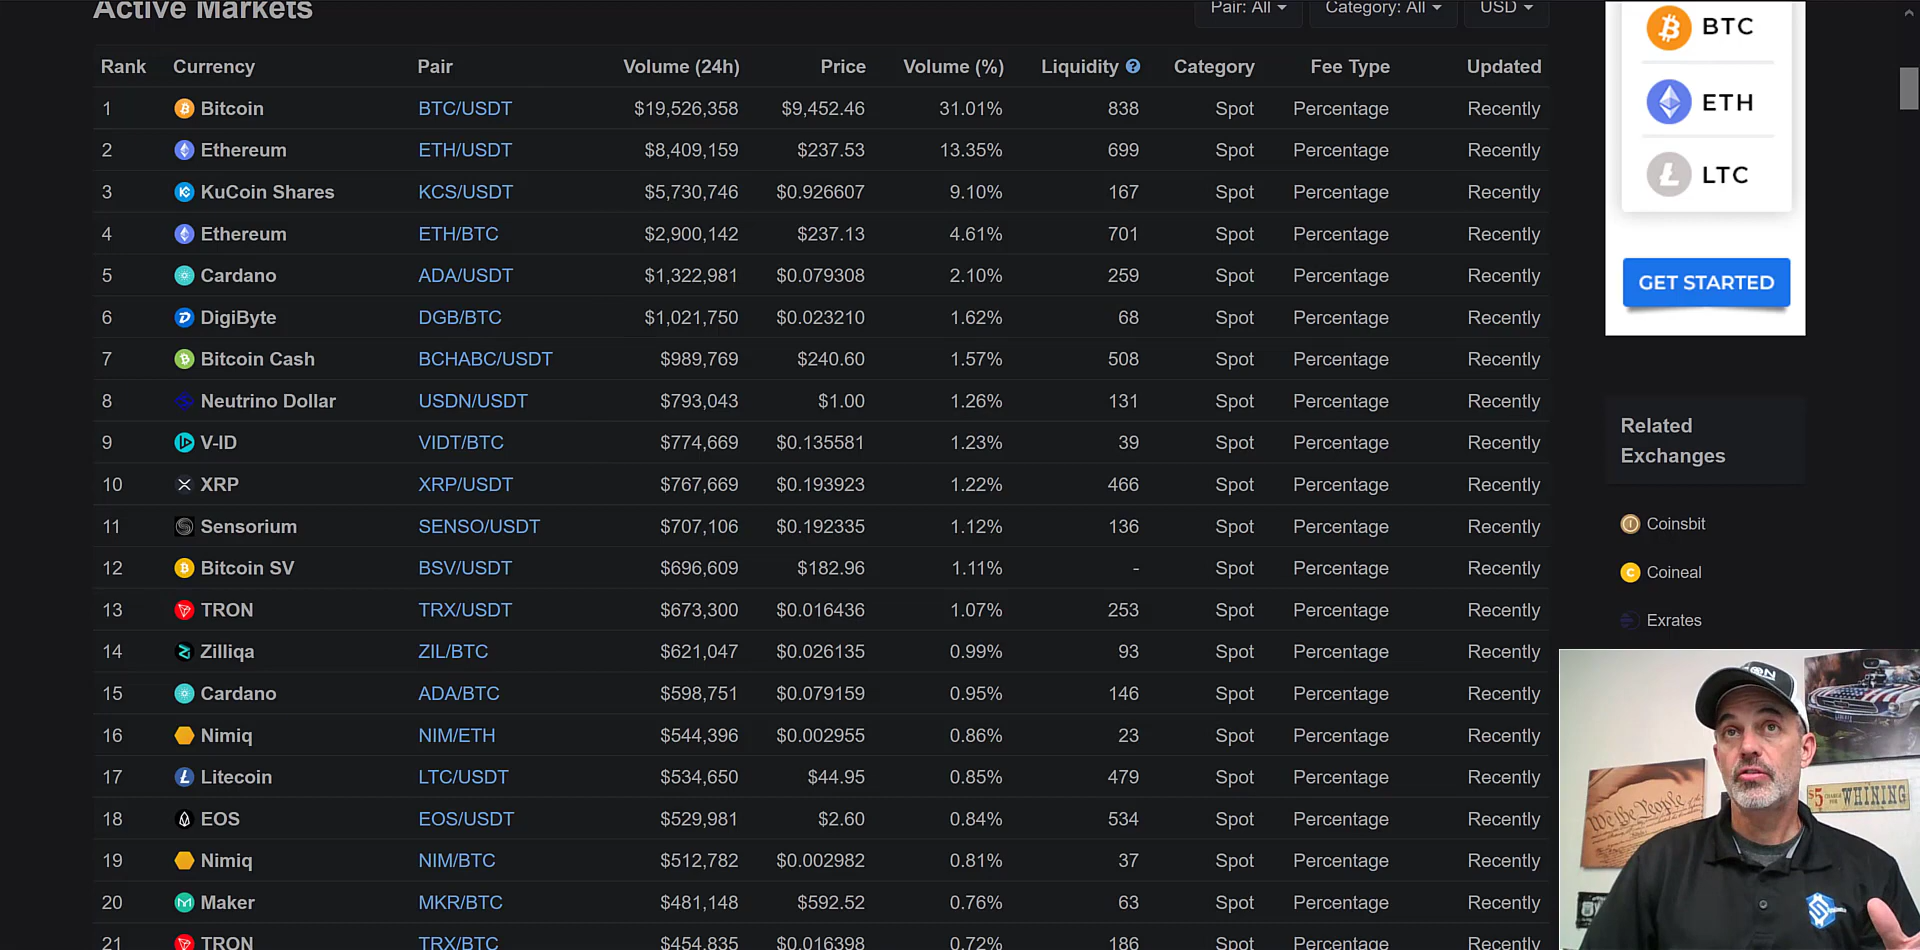 Active Markets
Pair: All
Category: All
USD
Rank Currency Pair Volume (24h) Price Volume (%) Liquidity ? Category Fee Type Updated
1 Bitcoin BTC/USDT $19,526,358 $9,452.46 31.01% 838 Spot Percentage Recently
2 Ethereum ETH/USDT $8,409,159 $237.53 13.35% 699 Spot Percentage Recently
3 KuCoin Shares KCS/USDT $5,730,746 $0.926607 9.10% 167 Spot Percentage Recently
4 Ethereum ETH/BTC $2,900,142 $237.13 4.61% 701 Spot Percentage Recently
5 Cardano ADA/USDT $1,322,981 $0.079308 2.10% 259 Spot Percentage Recently
6 DigiByte DGB/BTC $1,021,750 $0.023210 1.62% 68 Spot Percentage Recently
7 Bitcoin Cash BCHABC/USDT $989,769 $240.60 1.57% 508 Spot Percentage Recently
8 Neutrino Dollar USDN/USDT $793,043 $1.00 1.26% 131 Spot Percentage Recently
9 V-ID VIDT/BTC $774,669 $0.135581 1.23% 39 Spot Percentage Recently
10 XRP XRP/USDT $767,669 $0.193923 1.22% 466 Spot Percentage Recently
11 Sensorium SENSO/USDT $707,106 $0.192335 1.12% 136 Spot Percentage Recently
12 Bitcoin SV BSV/USDT $696,609 $182.96 1.11% - Spot Percentage Recently
13 TRON TRX/USDT $673,300 $0.016436 1.07% 253 Spot Percentage Recently
14 Zilliqa ZIL/BTC $621,047 $0.026135 0.99% 93 Spot Percentage Recently
15 Cardano ADA/BTC $598,751 $0.079159 0.95% 146 Spot Percentage Recently
16 Nimiq NIM/ETH $544,396 $0.002955 0.86% 23 Spot Percentage Recently
17 Litecoin LTC/USDT $534,650 $44.95 0.85% 479 Spot Percentage Recently
18 EOS EOS/USDT $529,981 $2.60 0.84% 534 Spot Percentage Recently
19 Nimiq NIM/BTC $512,782 $0.002982 0.81% 37 Spot Percentage Recently
20 Maker MKR/BTC $481,148 $592.52 0.76% 63 Spot Percentage Recently
21 TRON TRX/BTC $454,835 $0.016398 0.72% 186 Spot Percentage Recently
BTC
ETH
LTC
GET STARTED
Related
Exchanges
Coinsbit
Coineal
Exrates
We the People
$5 WHINING